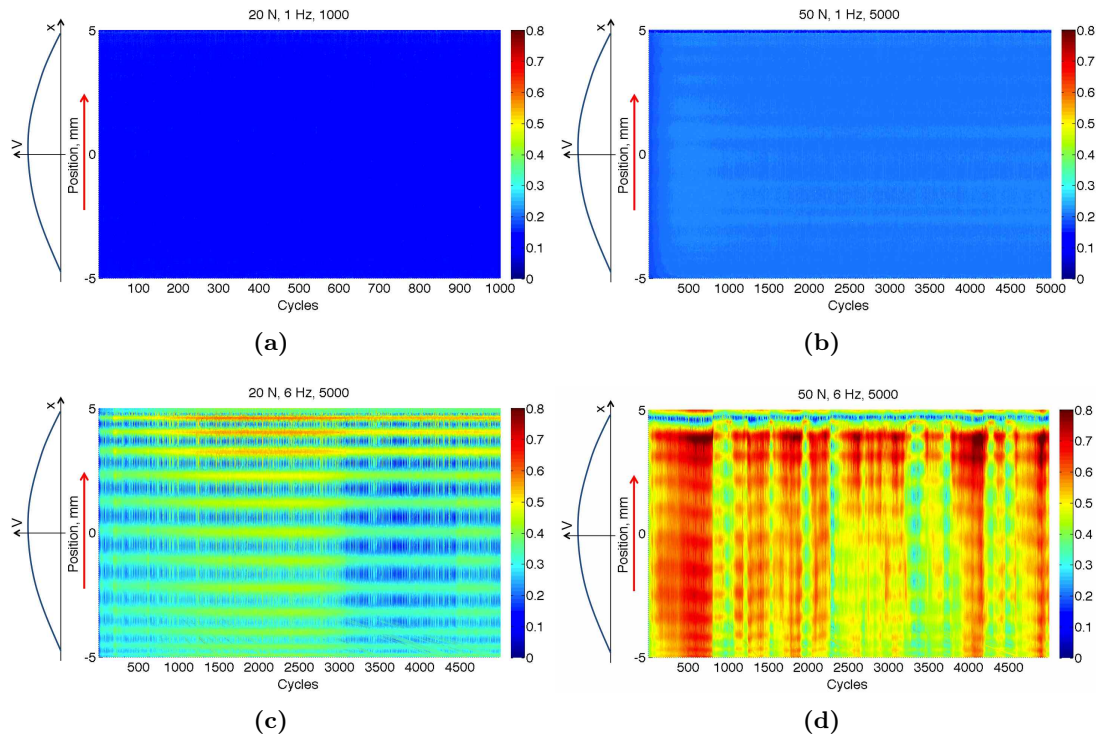 20 N, 1 Hz, 1000
x
V
Position, mm
5
0
-5
100 200 300 400 500 600 700 800 900 1000
Cycles
0.8
0.7
0.6
0.5
0.4
0.3
0.2
0.1
0
(a)
50 N, 1 Hz, 5000
x
V
Position, mm
5
0
-5
500 1000 1500 2000 2500 3000 3500 4000 4500 5000
Cycles
0.8
0.7
0.6
0.5
0.4
0.3
0.2
0.1
0
(b)
20 N, 6 Hz, 5000
x
V
Position, mm
5
0
-5
500 1000 1500 2000 2500 3000 3500 4000 4500
Cycles
0.8
0.7
0.6
0.5
0.4
0.3
0.2
0.1
0
(c)
50 N, 6 Hz, 5000
x
V
Position, mm
5
0
-5
500 1000 1500 2000 2500 3000 3500 4000 4500
Cycles
0.8
0.7
0.6
0.5
0.4
0.3
0.2
0.1
0
(d)